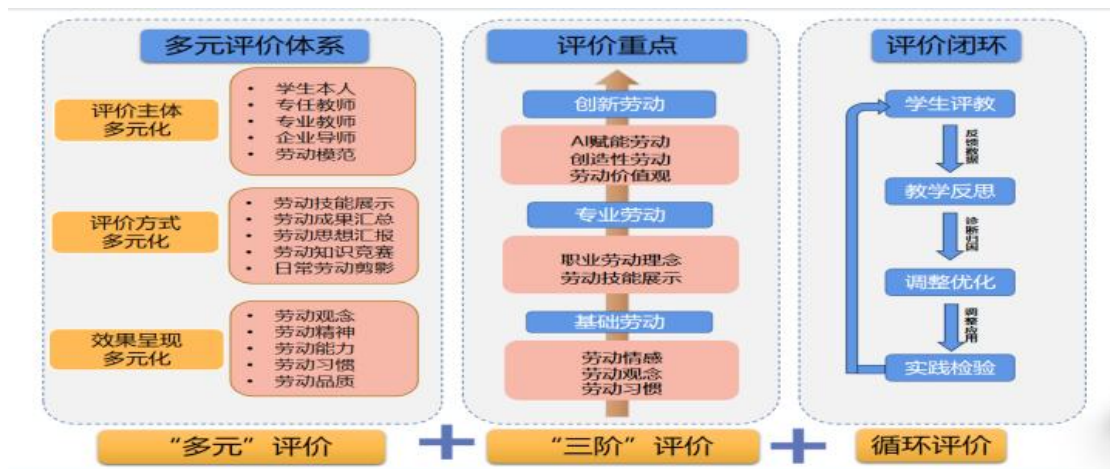 多元评价体系
评价主体
多元化
• 学生本人
• 专任教师
• 专业教师
• 企业导师
• 劳动模范
评价方式
多元化
• 劳动技能展示
• 劳动成果汇总
• 劳动思想汇报
• 劳动知识竞赛
• 日常劳动剪影
效果呈现
多元化
• 劳动观念
• 劳动精神
• 劳动能力
• 劳动习惯
• 劳动品质
“多元”评价
+
评价重点
创新劳动
AI赋能劳动
创造性劳动
劳动价值观
专业劳动
职业劳动理念
劳动技能展示
基础劳动
劳动情感
劳动观念
劳动习惯
“三阶”评价
+
评价闭环
学生评教
反馈数据
教学反思
诊断归因
调整优化
调整应用
实践检验
循环评价